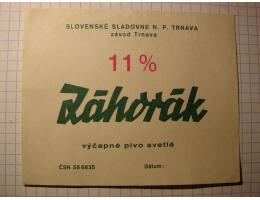 SLOVENSKÉ SLADOVNE N. P. TRNAVA
závod Trnava
11 %
Záhorák
výčapné pivo svetlé
ČSN 56 6635 Dátum: